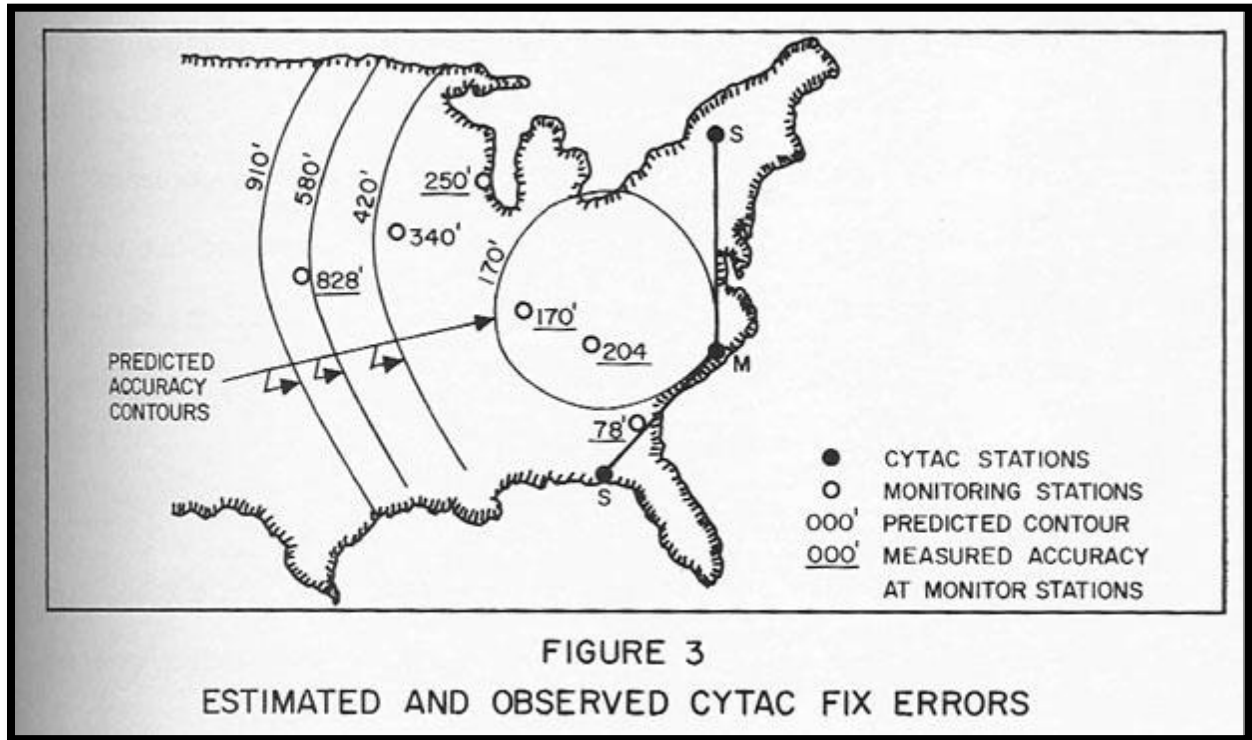 S
910'
580'
420'
250'
340'
170'
828'
170'
204
PREDICTED
ACCURACY
CONTOURS
M
78'
S
CYTAC STATIONS
MONITORING STATIONS
000' PREDICTED CONTOUR
000' MEASURED ACCURACY
AT MONITOR STATIONS
FIGURE 3
ESTIMATED AND OBSERVED CYTAC FIX ERRORS